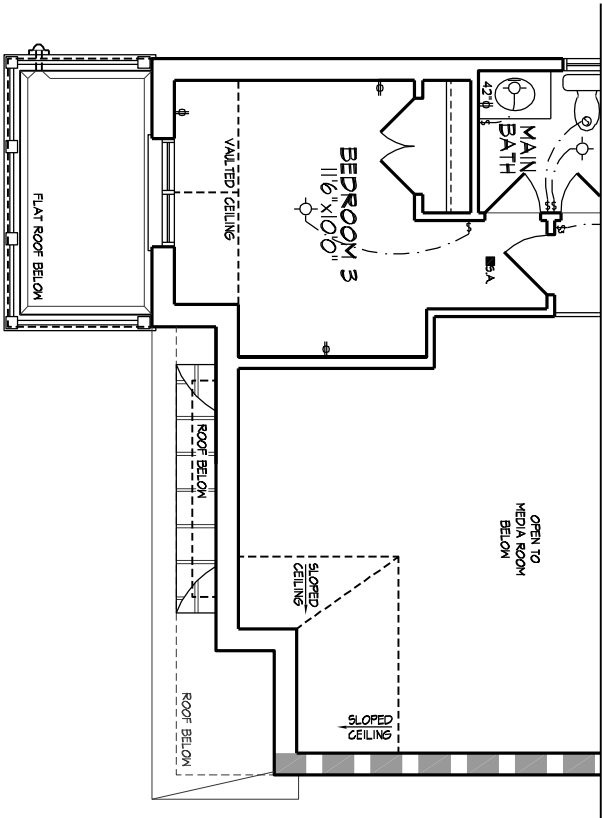 42" ϕ
$
MAIN
BATH
BEDROOM 3
11'6"x10'0"
VAULTED CEILING
FLAT ROOF BELOW
$
$$
$
S.A.
ROOF BELOW
OPEN TO
MEDIA ROOM
BELOW
SLOPED
CEILING
SLOPED
CEILING
ROOF BELOW